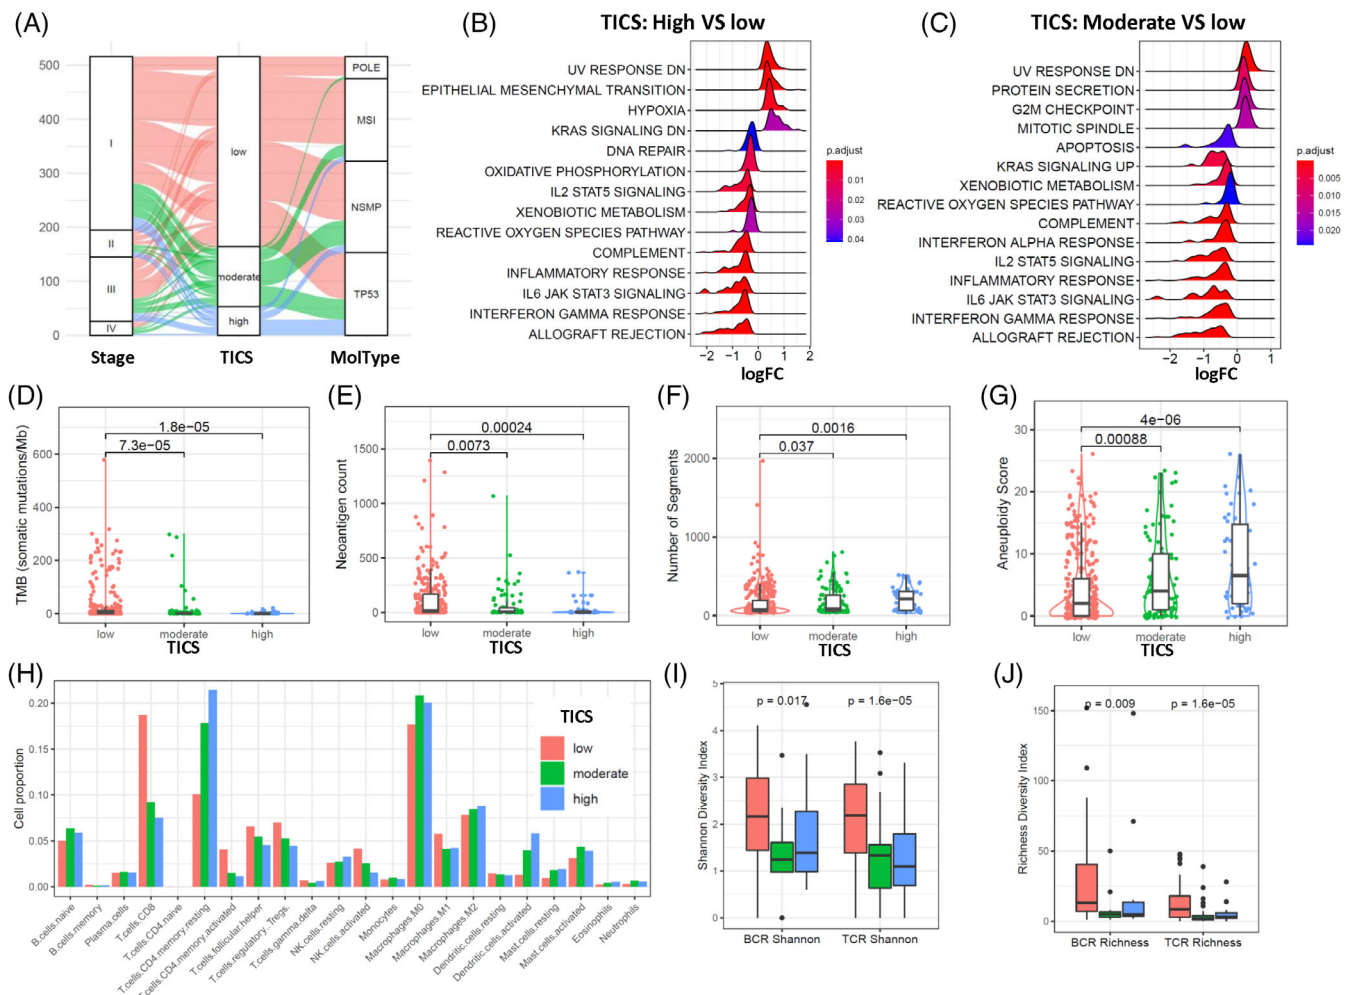 (A)
500
400
300
200
100
0
I
II
III
IV
low
moderate
high
POLE
MSI
NSMP
TP53
Stage
TICS
MolType
(B)
TICS: High VS low
UV RESPONSE DN
EPITHELIAL MESENCHYMAL TRANSITION
HYPOXIA
KRAS SIGNALING DN
DNA REPAIR
OXIDATIVE PHOSPHORYLATION
IL2 STAT5 SIGNALING
XENOBIOTIC METABOLISM
REACTIVE OXYGEN SPECIES PATHWAY
COMPLEMENT
INFLAMMATORY RESPONSE
IL6 JAK STAT3 SIGNALING
INTERFERON GAMMA RESPONSE
ALLOGRAFT REJECTION
-2 -1 0 1 2
logFC
p.adjust
0.01
0.02
0.03
0.04
(C)
TICS: Moderate VS low
UV RESPONSE DN
PROTEIN SECRETION
G2M CHECKPOINT
MITOTIC SPINDLE
APOPTOSIS
KRAS SIGNALING UP
XENOBIOTIC METABOLISM
REACTIVE OXYGEN SPECIES PATHWAY
COMPLEMENT
INTERFERON ALPHA RESPONSE
IL2 STAT5 SIGNALING
INFLAMMATORY RESPONSE
IL6 JAK STAT3 SIGNALING
INTERFERON GAMMA RESPONSE
ALLOGRAFT REJECTION
-2 -1 0 1
logFC
p.adjust
0.005
0.010
0.015
0.020
(D)
TMB (somatic mutations/Mb)
600
400
200
0
1.8e-05
7.3e-05
low moderate high
TICS
(E)
Neoantigen count
1500
1000
500
0
0.00024
0.0073
low moderate high
TICS
(F)
Number of Segments
2000
1000
0
0.0016
0.037
low moderate high
TICS
(G)
Aneuploidy Score
30
20
10
0
4e-06
0.00088
low moderate high
TICS
(H)
Cell proportion
0.20
0.15
0.10
0.05
0.00
TICS
low
moderate
high
B.cells.naive
B.cells.memory
Plasma.cells
T.cells.CD8
T.cells.CD4.naive
T.cells.CD4.memory.resting
T.cells.CD4.memory.activated
T.cells.follicular.helper
T.cells.regulatory..Tregs.
T.cells.gamma.delta
NK.cells.resting
NK.cells.activated
Monocytes
Macrophages.M0
Macrophages.M1
Macrophages.M2
Dendritic.cells.resting
Dendritic.cells.activated
Mast.cells.resting
Mast.cells.activated
Eosinophils
Neutrophils
(I)
Shannon Diversity Index
5
4
3
2
1
0
p = 0.017
p = 1.6e-05
BCR Shannon
TCR Shannon
(J)
Richness Diversity Index
150
100
50
0
p = 0.009
p = 1.6e-05
BCR Richness
TCR Richness